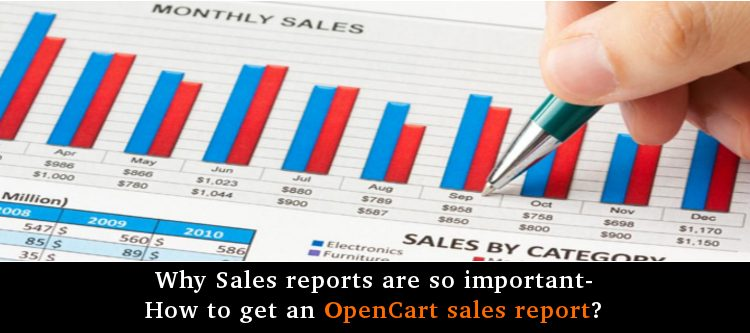 MONTHLY SALES
Apr May Jun Jul Aug Sep Oct Nov Dec
$986 $866 $1,023 $880 $789 $958 $758 $698 $1,170
$1,000 $780 $1,044 $900 $587 $850 $800 $900 $1,150
Million)
2008 2009 2010
547 $ 560 $ 586
85 $ 89 $
35 $
Electronics
Furniture
SALES BY CATEGORY
Why Sales reports are so important-
How to get an OpenCart sales report?